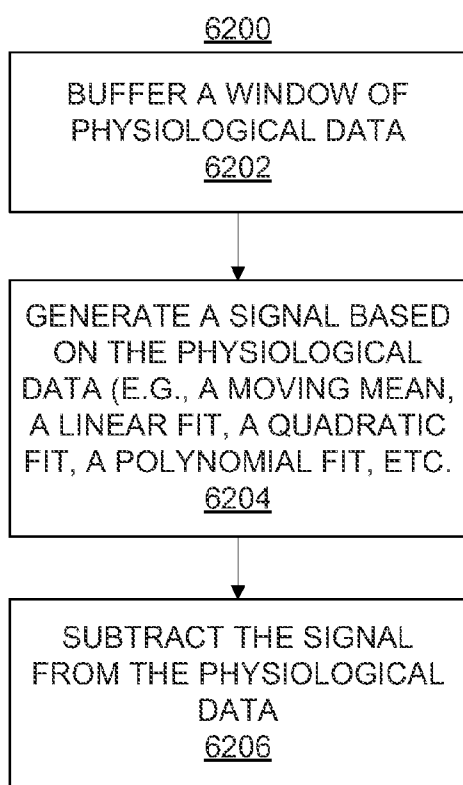 6200
BUFFER A WINDOW OF
PHYSIOLOGICAL DATA
6202
GENERATE A SIGNAL BASED
ON THE PHYSIOLOGICAL
DATA (E.G., A MOVING MEAN,
A LINEAR FIT, A QUADRATIC
FIT, A POLYNOMIAL FIT, ETC.
6204
SUBTRACT THE SIGNAL
FROM THE PHYSIOLOGICAL
DATA
6206